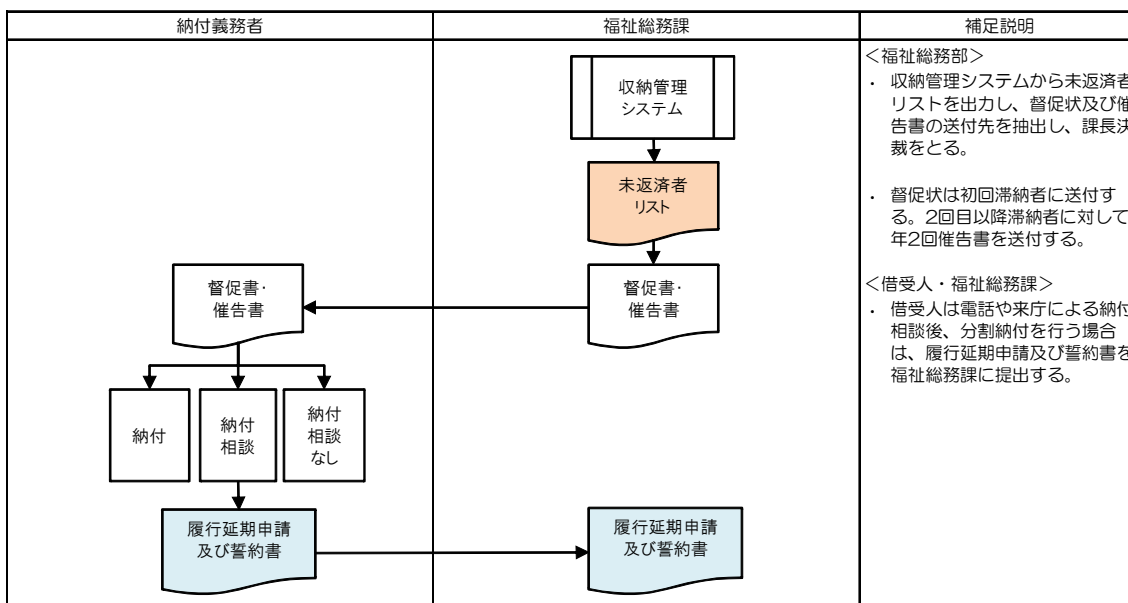 納付義務者
福祉総務課
補足説明
収納管理
システム
未返済者
リスト
督促書・
催告書
督促書・
催告書
納付
納付
相談
納付
相談
なし
履行延期申請
及び誓約書
履行延期申請
及び誓約書
＜福祉総務部＞
・ 収納管理システムから未返済者
リストを出力し、督促状及び催
告書の送付先を抽出し、課長決
裁をとる。
・ 督促状は初回滞納者に送付す
る。2回目以降滞納者に対して
年2回催告書を送付する。
＜借受人・福祉総務課＞
・ 借受人は電話や来庁による納付
相談後、分割納付を行う場合
は、履行延期申請及び誓約書を
福祉総務課に提出する。